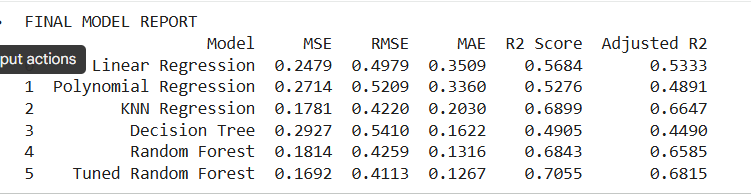 FINAL MODEL REPORT
Model MSE RMSE MAE R2 Score Adjusted R2
put actions Linear Regression 0.2479 0.4979 0.3509 0.5684 0.5333
1 Polynomial Regression 0.2714 0.5209 0.3360 0.5276 0.4891
2 KNN Regression 0.1781 0.4220 0.2030 0.6899 0.6647
3 Decision Tree 0.2927 0.5410 0.1622 0.4905 0.4490
4 Random Forest 0.1814 0.4259 0.1316 0.6843 0.6585
5 Tuned Random Forest 0.1692 0.4113 0.1267 0.7055 0.6815